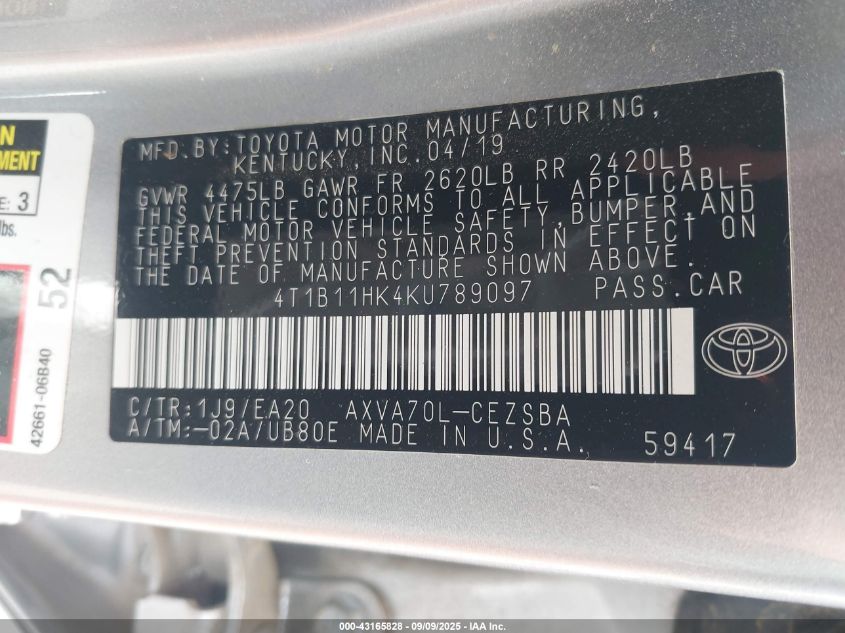 MFD.BY:TOYOTA MOTOR MANUFACTURING,
KENTUCKY,INC.04/19
GVWR 4475LB GAWR FR 2620LB RR 2420LB
THIS VEHICLE CONFORMS TO ALL APPLICABLE
FEDERAL MOTOR VEHICLE SAFETY,BUMPER,AND
THEFT PREVENTION STANDARDS IN EFFECT ON
THE DATE OF MANUFACTURE SHOWN ABOVE.
4T1B11HK4KU789097 PASS.CAR
C/TR:1J9/EA20 AXVA70L-CEZSBA
A/TM:-02A/UB80E MADE IN U.S.A. 59417
3
lbs.
52
42661-06B40
000-43165828 - 09/09/2025 - IAA Inc.